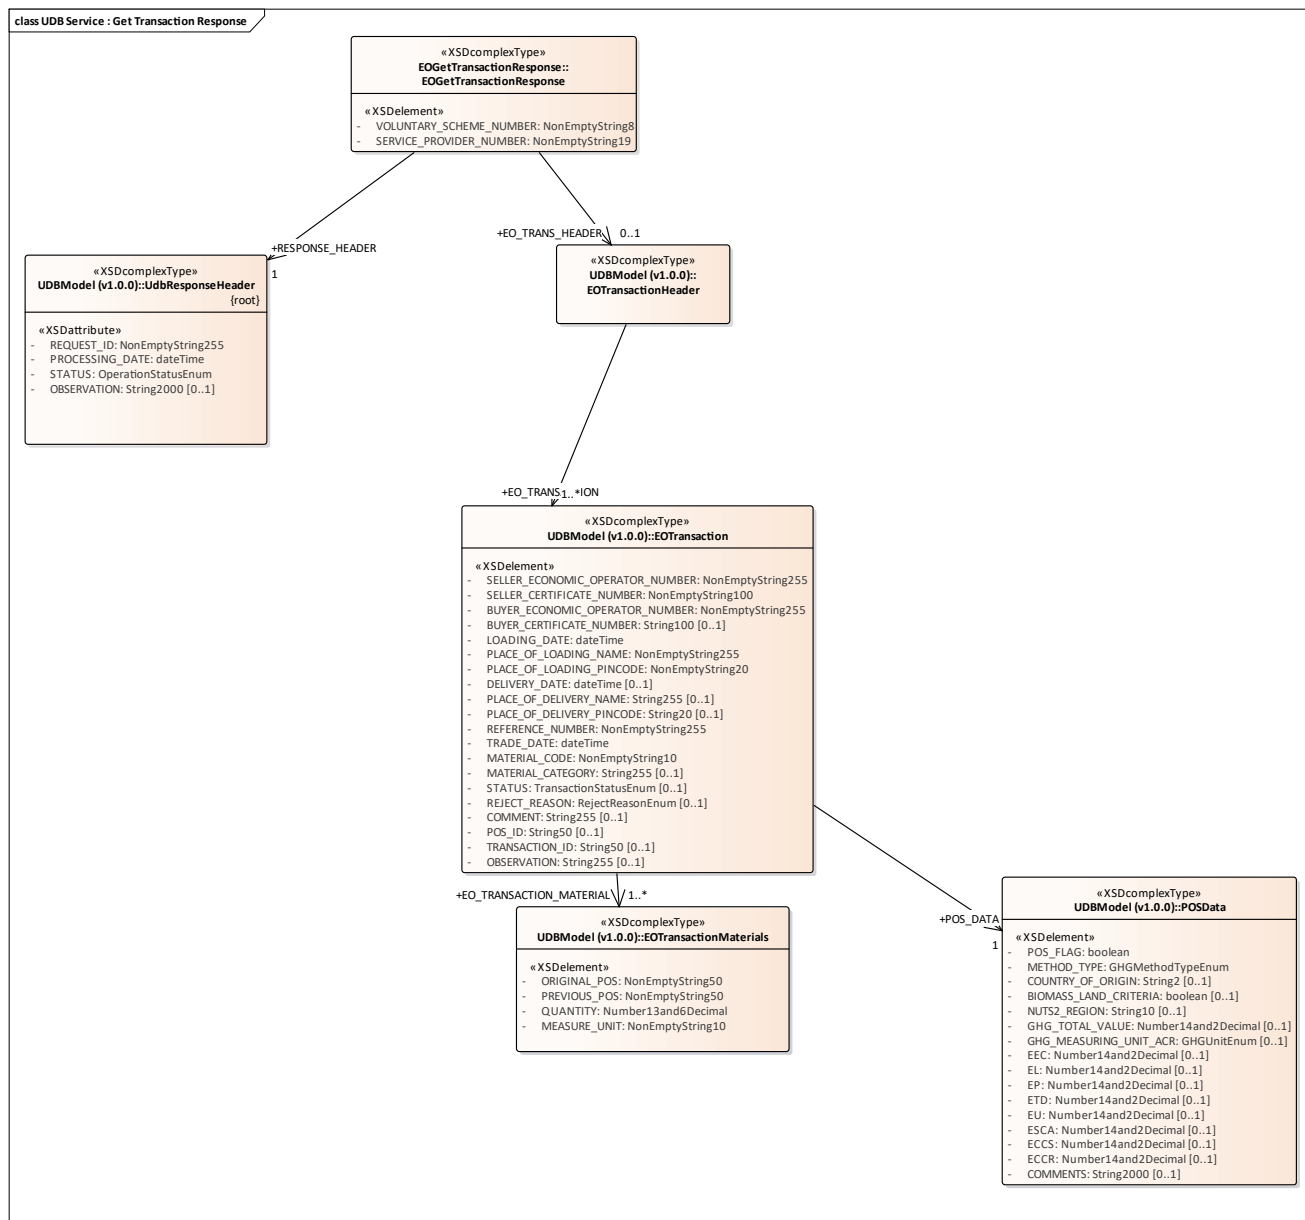 class UDB Service : Get Transaction Response
«XSDcomplexType»
EOGetTransactionResponse::
EOGetTransactionResponse
«XSDelement»
- VOLUNTARY_SCHEME_NUMBER: NonEmptyString8
- SERVICE_PROVIDER_NUMBER: NonEmptyString19
+EO_TRANS_HEADER 0..1
+RESPONSE_HEADER
1
«XSDcomplexType»
UDBModel (v1.0.0)::UdbResponseHeader
{root}
«XSDattribute»
- REQUEST_ID: NonEmptyString255
- PROCESSING_DATE: dateTime
- STATUS: OperationStatusEnum
- OBSERVATION: String2000 [0..1]
«XSDcomplexType»
UDBModel (v1.0.0)::
EOTransactionHeader
+EO_TRANS 1..* ION
«XSDcomplexType»
UDBModel (v1.0.0)::EOTransaction
«XSDelement»
- SELLER_ECONOMIC_OPERATOR_NUMBER: NonEmptyString255
- SELLER_CERTIFICATE_NUMBER: NonEmptyString100
- BUYER_ECONOMIC_OPERATOR_NUMBER: NonEmptyString255
- BUYER_CERTIFICATE_NUMBER: String100 [0..1]
- LOADING_DATE: dateTime
- PLACE_OF_LOADING_NAME: NonEmptyString255
- PLACE_OF_LOADING_PINCODE: NonEmptyString20
- DELIVERY_DATE: dateTime [0..1]
- PLACE_OF_DELIVERY_NAME: String255 [0..1]
- PLACE_OF_DELIVERY_PINCODE: String20 [0..1]
- REFERENCE_NUMBER: NonEmptyString255
- TRADE_DATE: dateTime
- MATERIAL_CODE: NonEmptyString10
- MATERIAL_CATEGORY: String255 [0..1]
- STATUS: TransactionStatusEnum [0..1]
- REJECT_REASON: RejectReasonEnum [0..1]
- COMMENT: String255 [0..1]
- POS_ID: String50 [0..1]
- TRANSACTION_ID: String50 [0..1]
- OBSERVATION: String255 [0..1]
+EO_TRANSACTION_MATERIAL 1..*
«XSDcomplexType»
UDBModel (v1.0.0)::EOTransactionMaterials
«XSDelement»
- ORIGINAL_POS: NonEmptyString50
- PREVIOUS_POS: NonEmptyString50
- QUANTITY: Number13and6Decimal
- MEASURE_UNIT: NonEmptyString10
+POS_DATA
1
«XSDcomplexType»
UDBModel (v1.0.0)::POSData
«XSDelement»
- POS_FLAG: boolean
- METHOD_TYPE: GHGMethodTypeEnum
- COUNTRY_OF_ORIGIN: String2 [0..1]
- BIOMASS_LAND_CRITERIA: boolean [0..1]
- NUTS2_REGION: String10 [0..1]
- GHG_TOTAL_VALUE: Number14and2Decimal [0..1]
- GHG_MEASURING_UNIT_ACR: GHGUnitEnum [0..1]
- EEC: Number14and2Decimal [0..1]
- EL: Number14and2Decimal [0..1]
- EP: Number14and2Decimal [0..1]
- ETD: Number14and2Decimal [0..1]
- EU: Number14and2Decimal [0..1]
- ESCA: Number14and2Decimal [0..1]
- ECCS: Number14and2Decimal [0..1]
- ECCR: Number14and2Decimal [0..1]
- COMMENTS: String2000 [0..1]